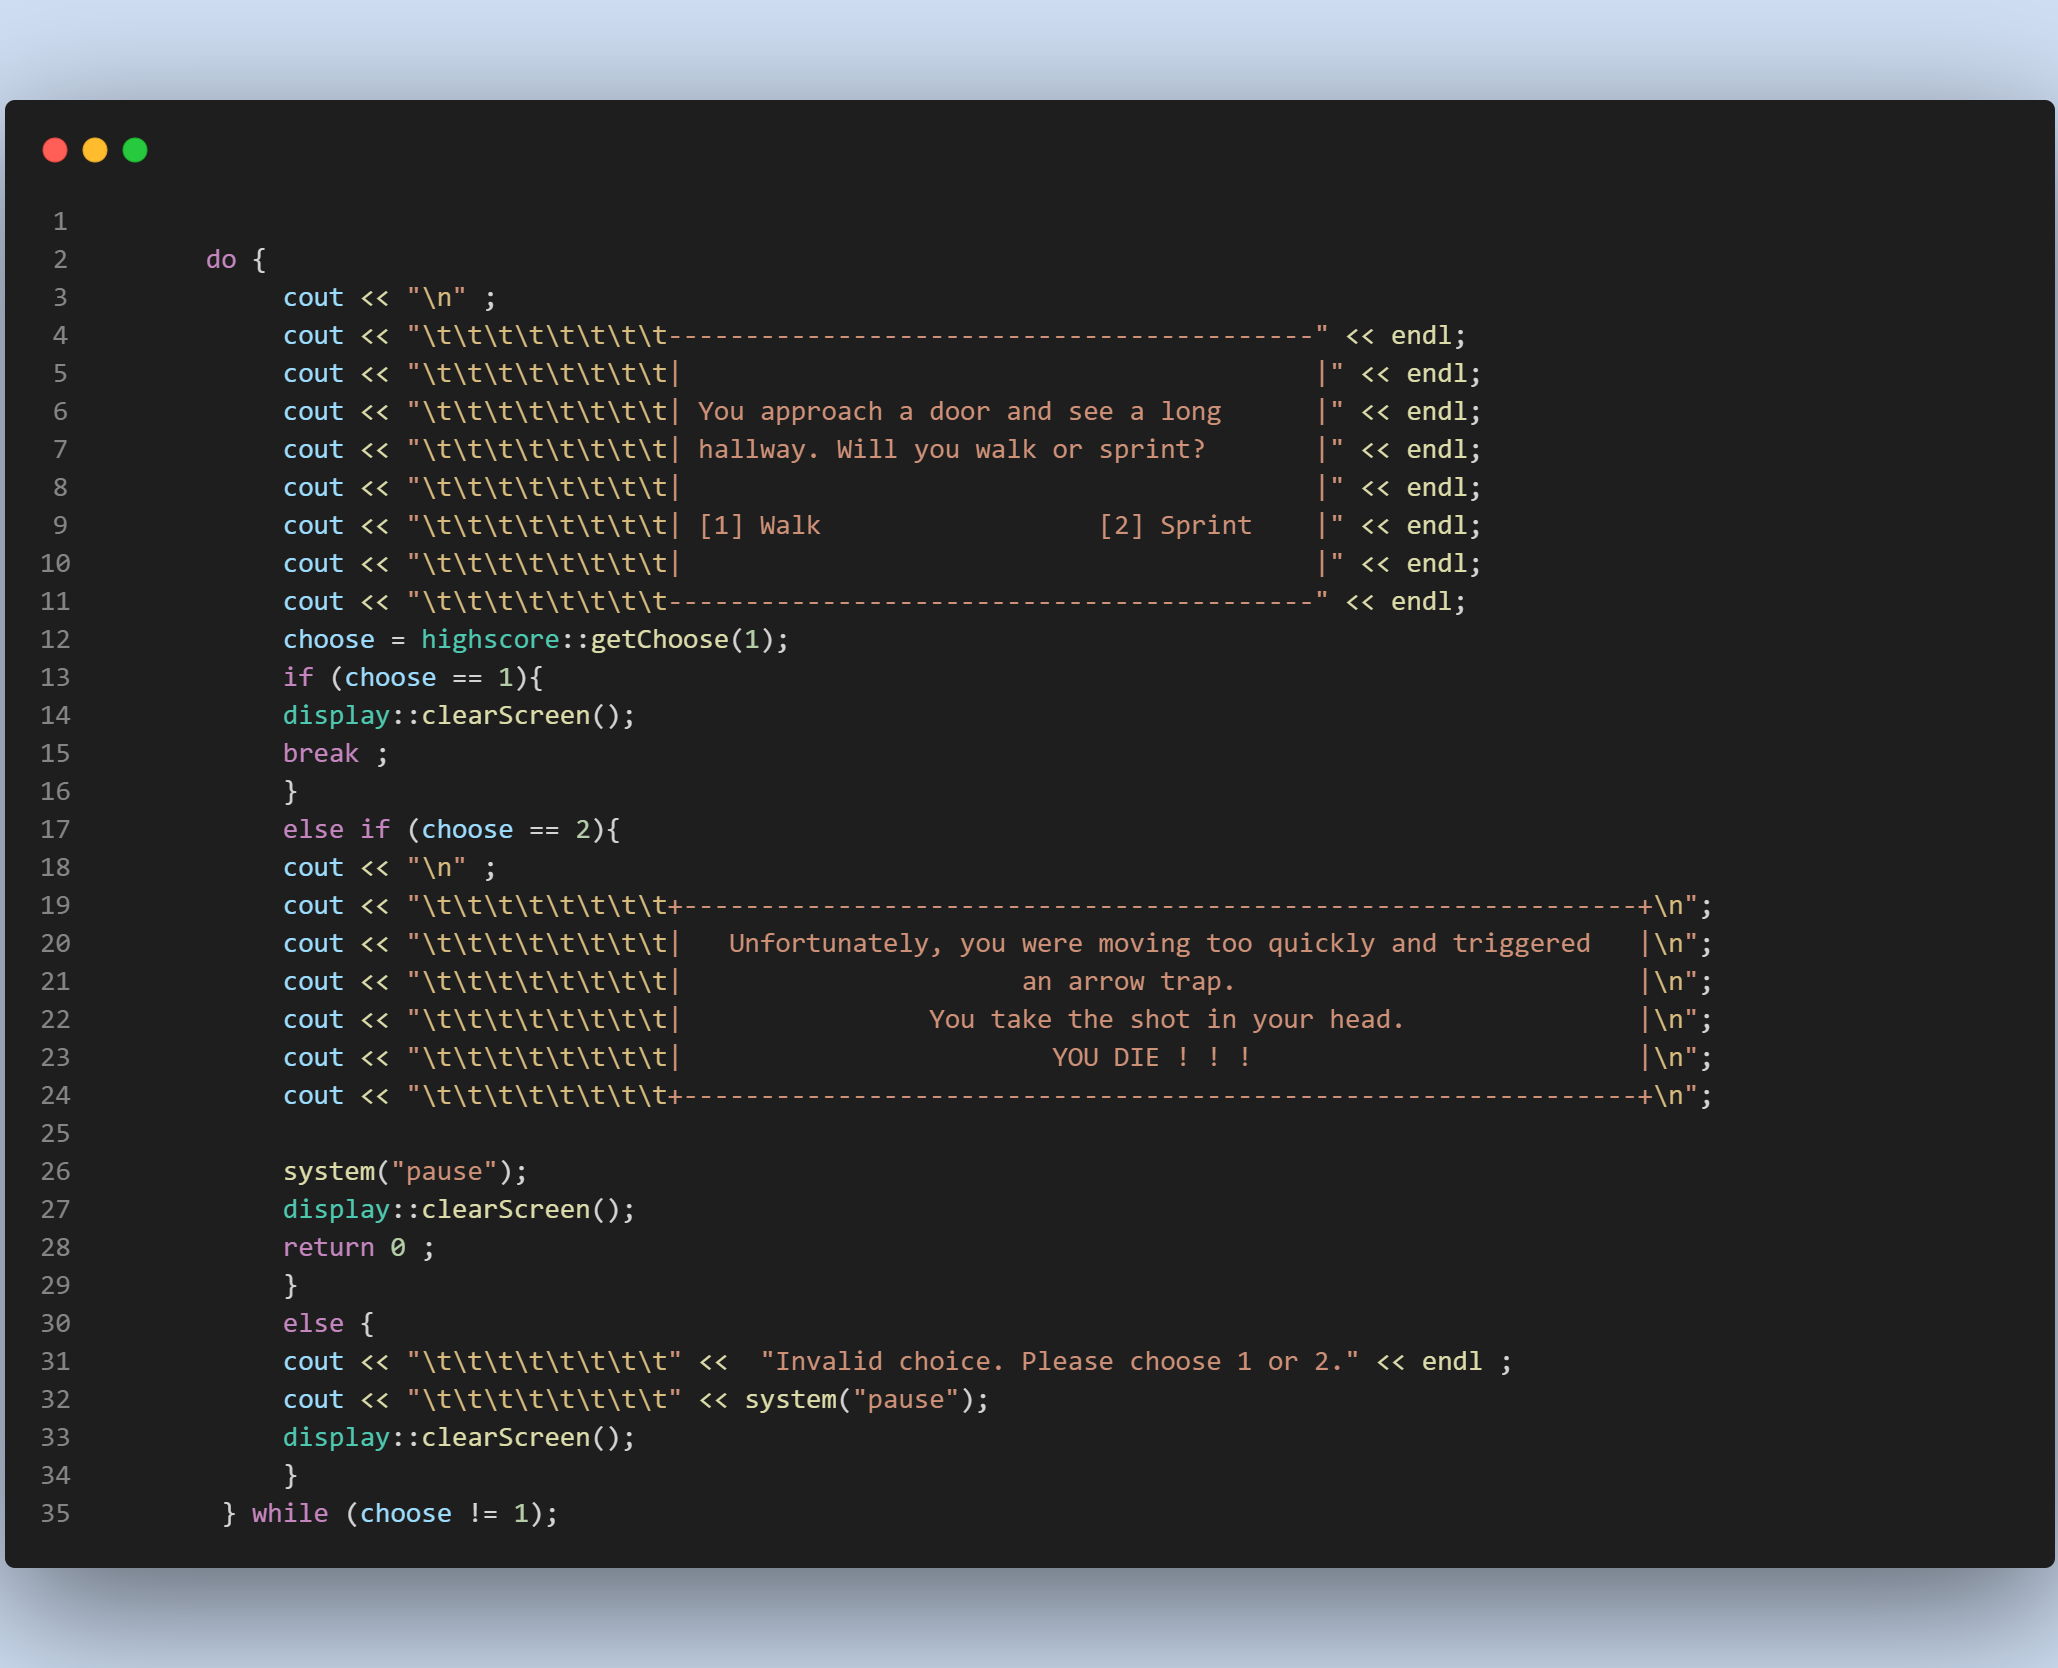 1
2 do {
3 cout << "\n" ;
4 cout << "\t\t\t\t\t\t\t\t------------------------------------------" << endl;
5 cout << "\t\t\t\t\t\t\t\t|                                         |" << endl;
6 cout << "\t\t\t\t\t\t\t\t| You approach a door and see a long      |" << endl;
7 cout << "\t\t\t\t\t\t\t\t| hallway. Will you walk or sprint?       |" << endl;
8 cout << "\t\t\t\t\t\t\t\t|                                         |" << endl;
9 cout << "\t\t\t\t\t\t\t\t| [1] Walk                  [2] Sprint    |" << endl;
10 cout << "\t\t\t\t\t\t\t\t|                                         |" << endl;
11 cout << "\t\t\t\t\t\t\t\t------------------------------------------" << endl;
12 choose = highscore::getChoose(1);
13 if (choose == 1){
14 display::clearScreen();
15 break ;
16 }
17 else if (choose == 2){
18 cout << "\n" ;
19 cout << "\t\t\t\t\t\t\t\t+--------------------------------------------------------------+\n";
20 cout << "\t\t\t\t\t\t\t\t|   Unfortunately, you were moving too quickly and triggered   |\n";
21 cout << "\t\t\t\t\t\t\t\t|                      an arrow trap.                          |\n";
22 cout << "\t\t\t\t\t\t\t\t|                You take the shot in your head.               |\n";
23 cout << "\t\t\t\t\t\t\t\t|                        YOU DIE ! ! !                         |\n";
24 cout << "\t\t\t\t\t\t\t\t+--------------------------------------------------------------+\n";
25
26 system("pause");
27 display::clearScreen();
28 return 0 ;
29 }
30 else {
31 cout << "\t\t\t\t\t\t\t\t" <<  "Invalid choice. Please choose 1 or 2." << endl ;
32 cout << "\t\t\t\t\t\t\t\t" << system("pause");
33 display::clearScreen();
34 }
35 } while (choose != 1);